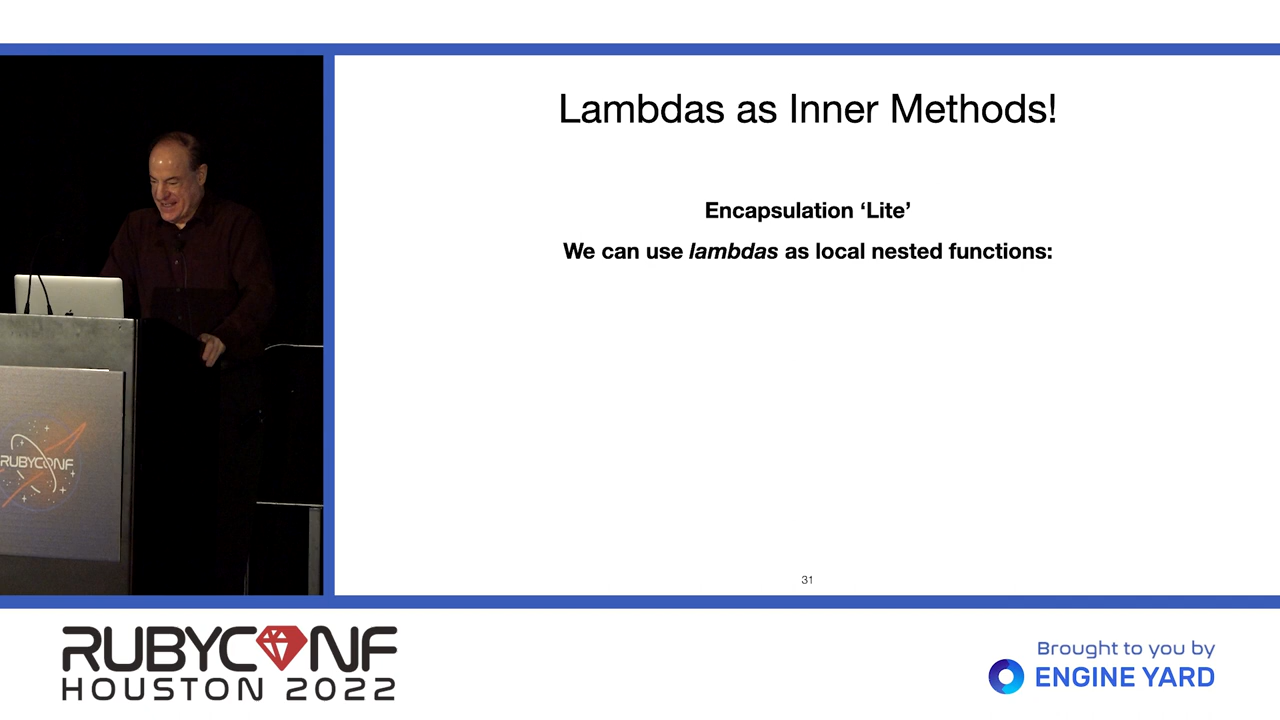 Lambdas as Inner Methods!
Encapsulation ‘Lite’
We can use lambdas as local nested functions:
31
RUBYCONF
RUBYCONF
HOUSTON 2022
Brought to you by
ENGINE YARD